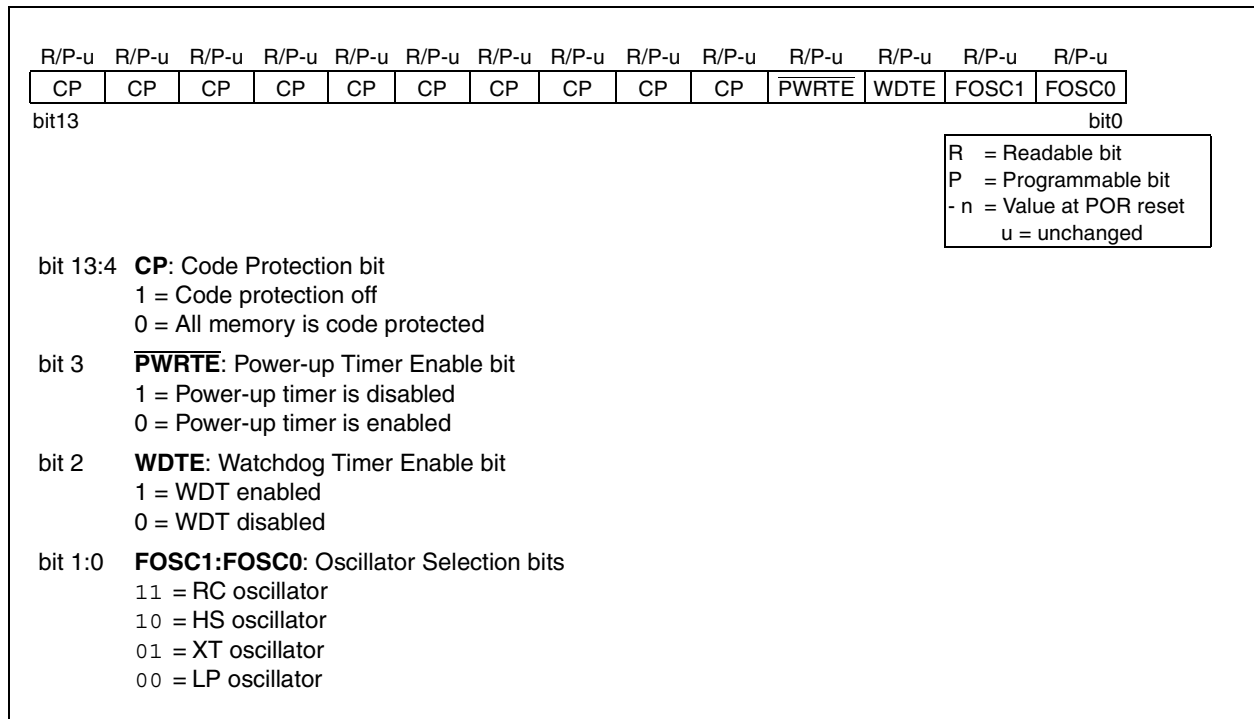 R/P-u R/P-u R/P-u R/P-u R/P-u R/P-u R/P-u R/P-u R/P-u R/P-u R/P-u R/P-u R/P-u R/P-u
CP CP CP CP CP CP CP CP CP CP PWRTE WDTE FOSC1 FOSC0
bit13 bit0
R = Readable bit
P = Programmable bit
- n = Value at POR reset
u = unchanged
bit 13:4 CP: Code Protection bit
1 = Code protection off
0 = All memory is code protected
bit 3 PWRTE: Power-up Timer Enable bit
1 = Power-up timer is disabled
0 = Power-up timer is enabled
bit 2 WDTE: Watchdog Timer Enable bit
1 = WDT enabled
0 = WDT disabled
bit 1:0 FOSC1:FOSC0: Oscillator Selection bits
11 = RC oscillator
10 = HS oscillator
01 = XT oscillator
00 = LP oscillator